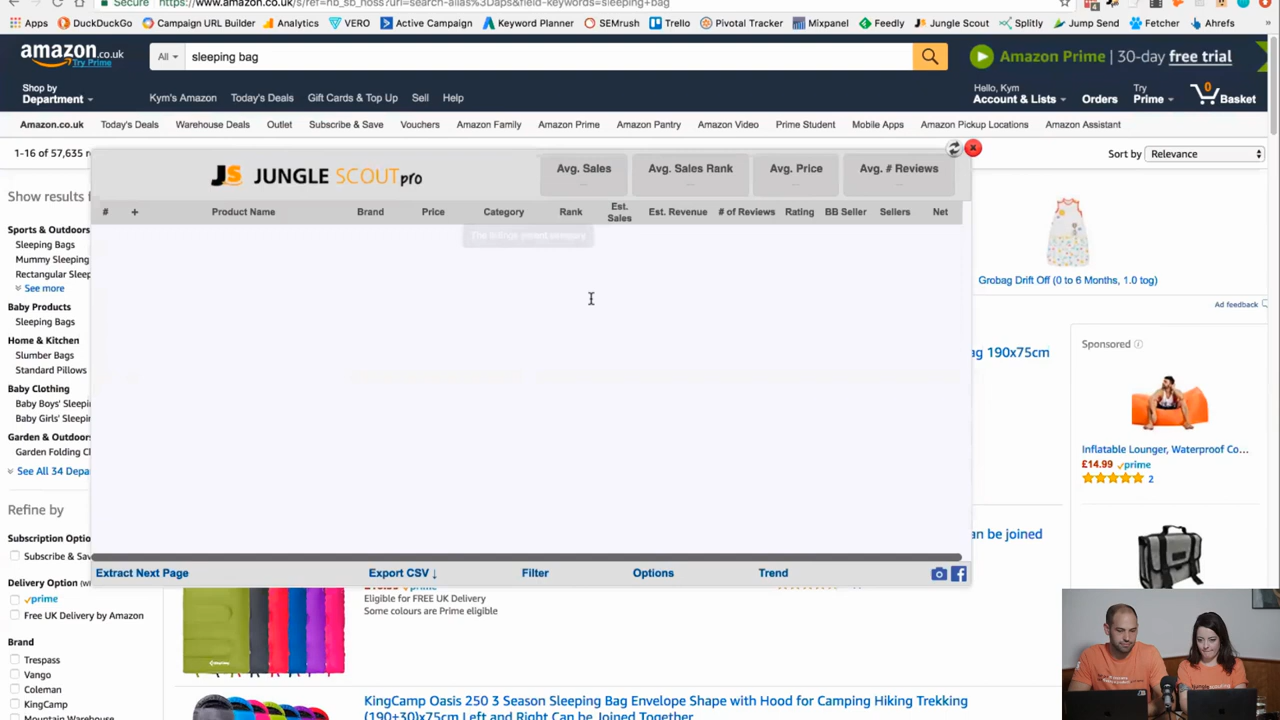 Secure https://www.amazon.co.uk/s/ref=nb_sb_noss?url=search-alias%3Daps&field-keywords=sleeping+bag
Apps DuckDuckGo Campaign URL Builder Analytics VERO Active Campaign Keyword Planner SEMrush Trello Pivotal Tracker Mixpanel Feedly Jungle Scout Splitly Jump Send Fetcher Ahrefs
amazon.co.uk
Try Prime
All
sleeping bag
Amazon Prime | 30-day free trial
Shop by
Department
Kym's Amazon Today's Deals Gift Cards & Top Up Sell Help
Hello, Kym
Account & Lists
Orders
Try
Prime
0
Basket
Amazon.co.uk Today's Deals Warehouse Deals Outlet Subscribe & Save Vouchers Amazon Family Amazon Prime Amazon Pantry Amazon Video Prime Student Mobile Apps Amazon Pickup Locations Amazon Assistant
1-16 of 57,635 r
Sort by Relevance
JS JUNGLE SCOUT pro
Avg. Sales
Avg. Sales Rank
Avg. Price
Avg. # Reviews
# + Product Name Brand Price Category Rank Est. Sales Est. Revenue # of Reviews Rating BB Seller Sellers Net
Show results f
Sports & Outdoors
Sleeping Bags
Mummy Sleeping
Rectangular Sleep
See more
Baby Products
Sleeping Bags
Home & Kitchen
Slumber Bags
Standard Pillows
Baby Clothing
Baby Boys' Sleepi
Baby Girls' Sleepin
Garden & Outdoors
Garden Folding C
See All 34 Depa
Refine by
Subscription Optio
Subscribe & Sav
Delivery Option (w
prime
Free UK Delivery by Amazon
Brand
Trespass
Vango
Coleman
KingCamp
Mountain Warehouse
Extract Next Page Export CSV ↓ Filter Options Trend
Eligible for FREE UK Delivery
Some colours are Prime eligible
KingCamp Oasis 250 3 Season Sleeping Bag Envelope Shape with Hood for Camping Hiking Trekking
(190+30)x75cm Left and Right Can be Joined Together
Grobag Drift Off (0 to 6 Months, 1.0 tog)
Ad feedback
ag 190x75cm
an be joined
Sponsored
Inflatable Lounger, Waterproof Co...
£14.99 prime
2